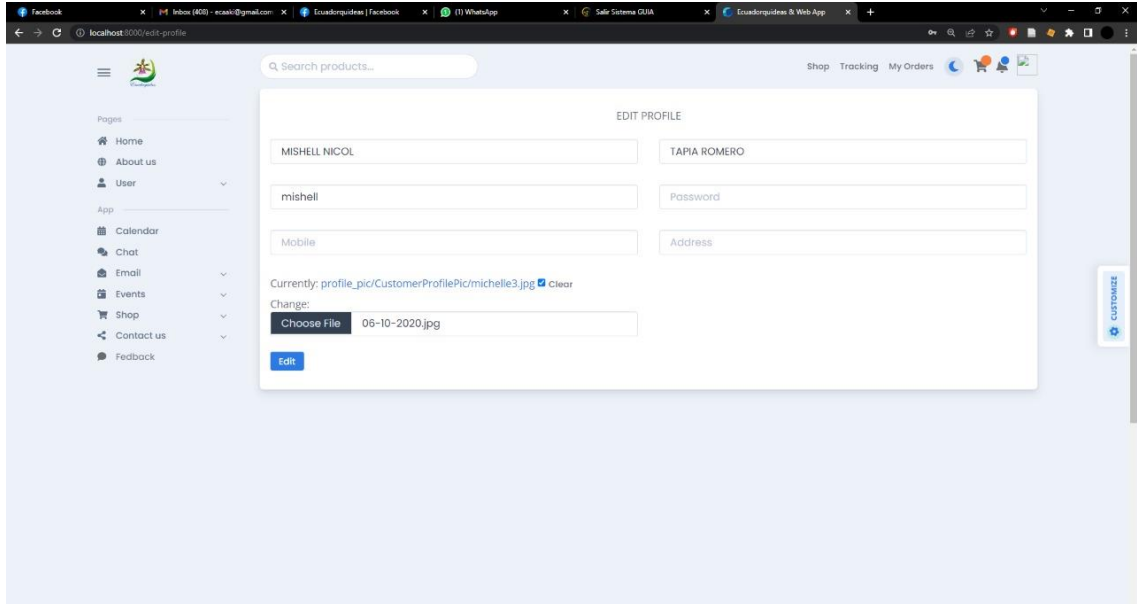 Facebook
Inbox (408) - ecaaki@gmail.com
Ecuadorquideas | Facebook
(1) WhatsApp
Salir Sistema GUIA
Ecuadorquideas & Web App
localhost:8000/edit-profile
Search products...
Shop Tracking My Orders
Pages
Home
About us
User
App
Calendar
Chat
Email
Events
Shop
Contact us
Fedback
EDIT PROFILE
MISHELL NICOL
TAPIA ROMERO
mishell
Password
Mobile
Address
Currently: profile_pic/CustomerProfilePic/michelle3.jpg Clear
Change:
Choose File 06-10-2020.jpg
Edit
CUSTOMIZE